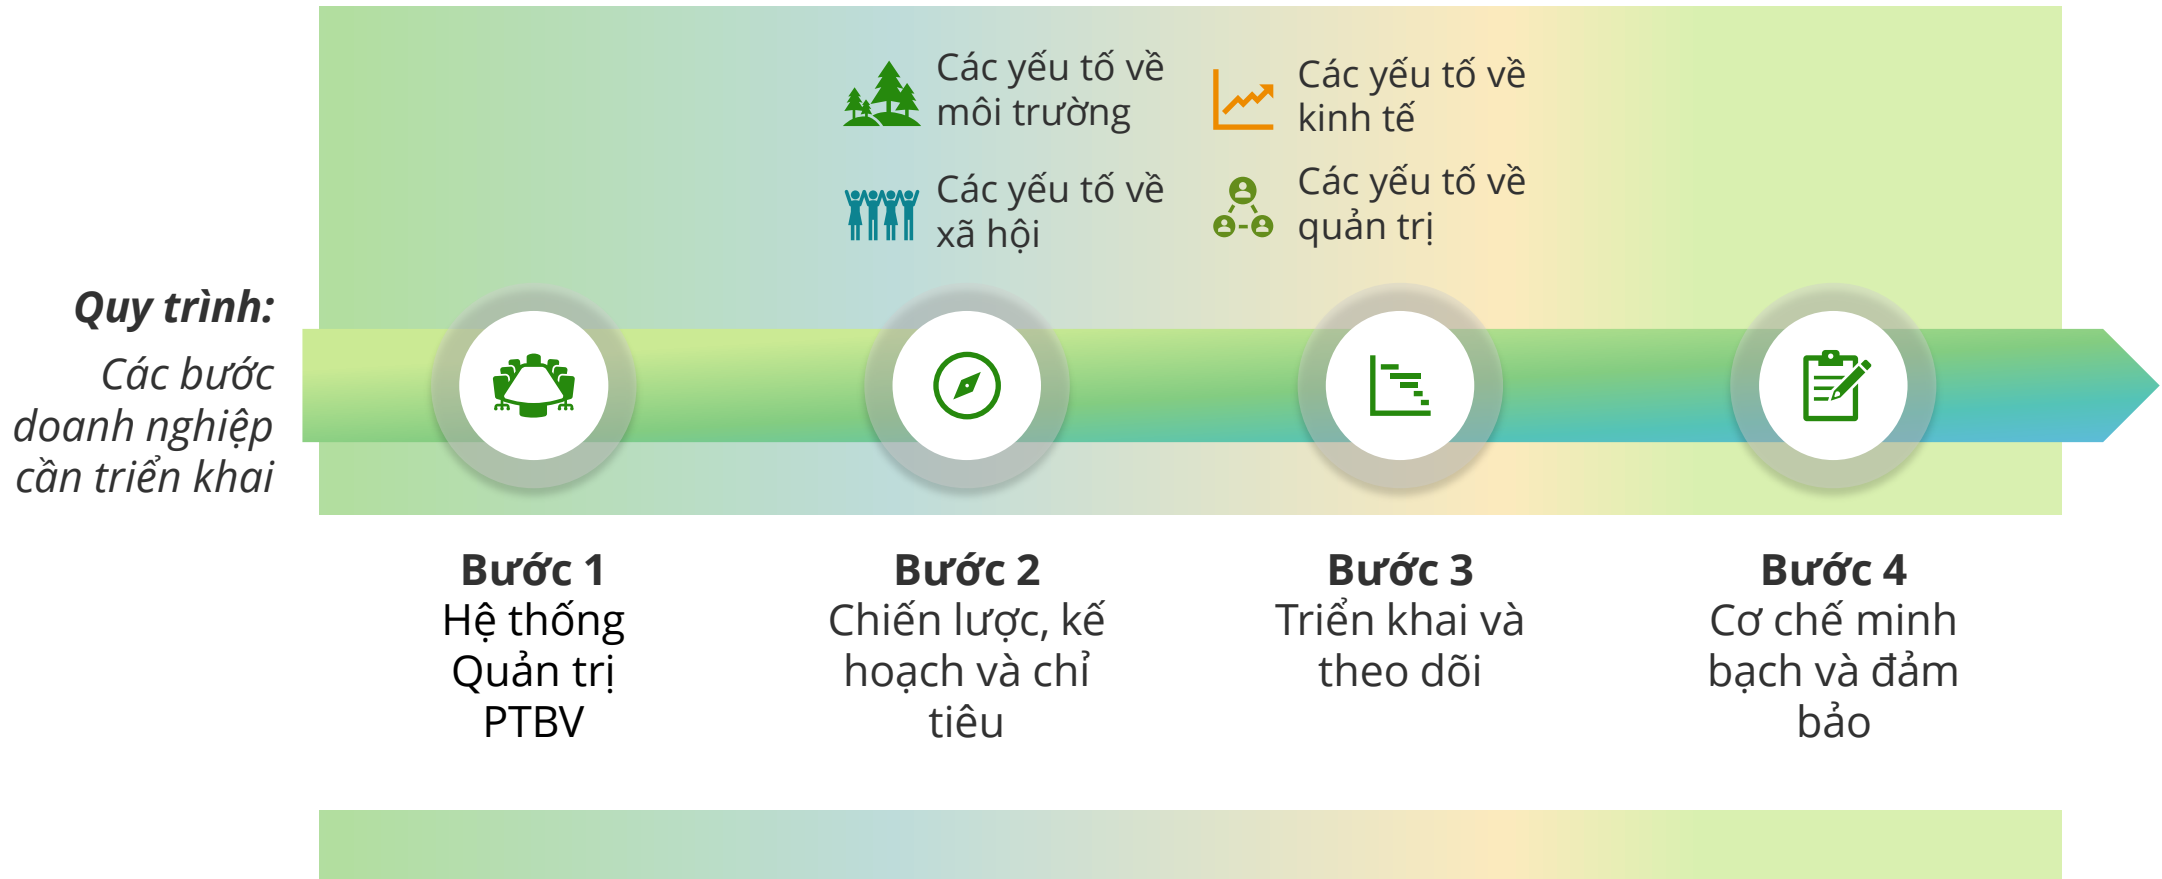 Các yếu tố về
môi trường
Các yếu tố về
kinh tế
Các yếu tố về
xã hội
Các yếu tố về
quản trị
Quy trình:
Các bước
doanh nghiệp
cần triển khai
Bước 1
Hệ thống
Quản trị
PTBV
Bước 2
Chiến lược, kế
hoạch và chỉ
tiêu
Bước 3
Triển khai và
theo dõi
Bước 4
Cơ chế minh
bạch và đảm
bảo